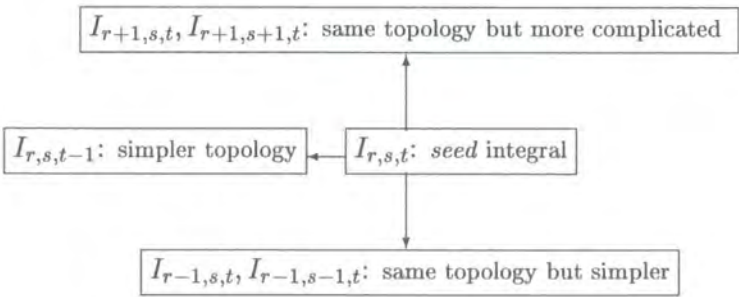 I_{r+1,s,t}, I_{r+1,s+1,t}: same topology but more complicated
I_{r,s,t-1}: simpler topology
I_{r,s,t}: seed integral
I_{r-1,s,t}, I_{r-1,s-1,t}: same topology but simpler